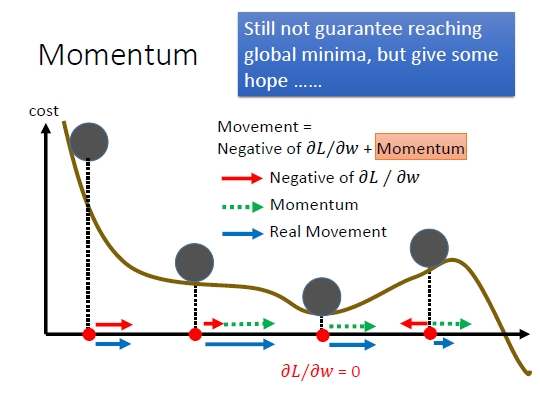 Momentum
Still not guarantee reaching
global minima, but give some
hope ……
cost
Movement =
Negative of ∂L/∂w + Momentum
Negative of ∂L / ∂w
Momentum
Real Movement
∂L/∂w = 0